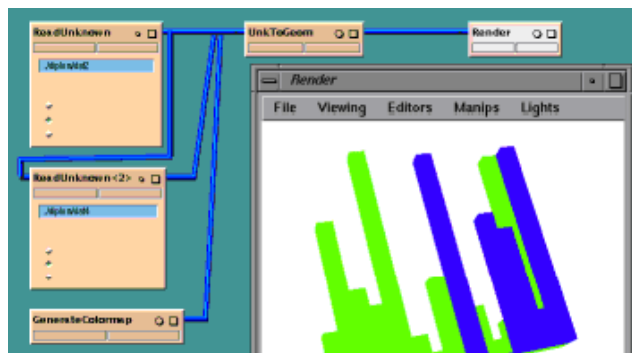 ReadUnknown
UnkToGeom
Render
Render
File Viewing Editors Manips Lights
ReadUnknown<2>
GenerateColormap